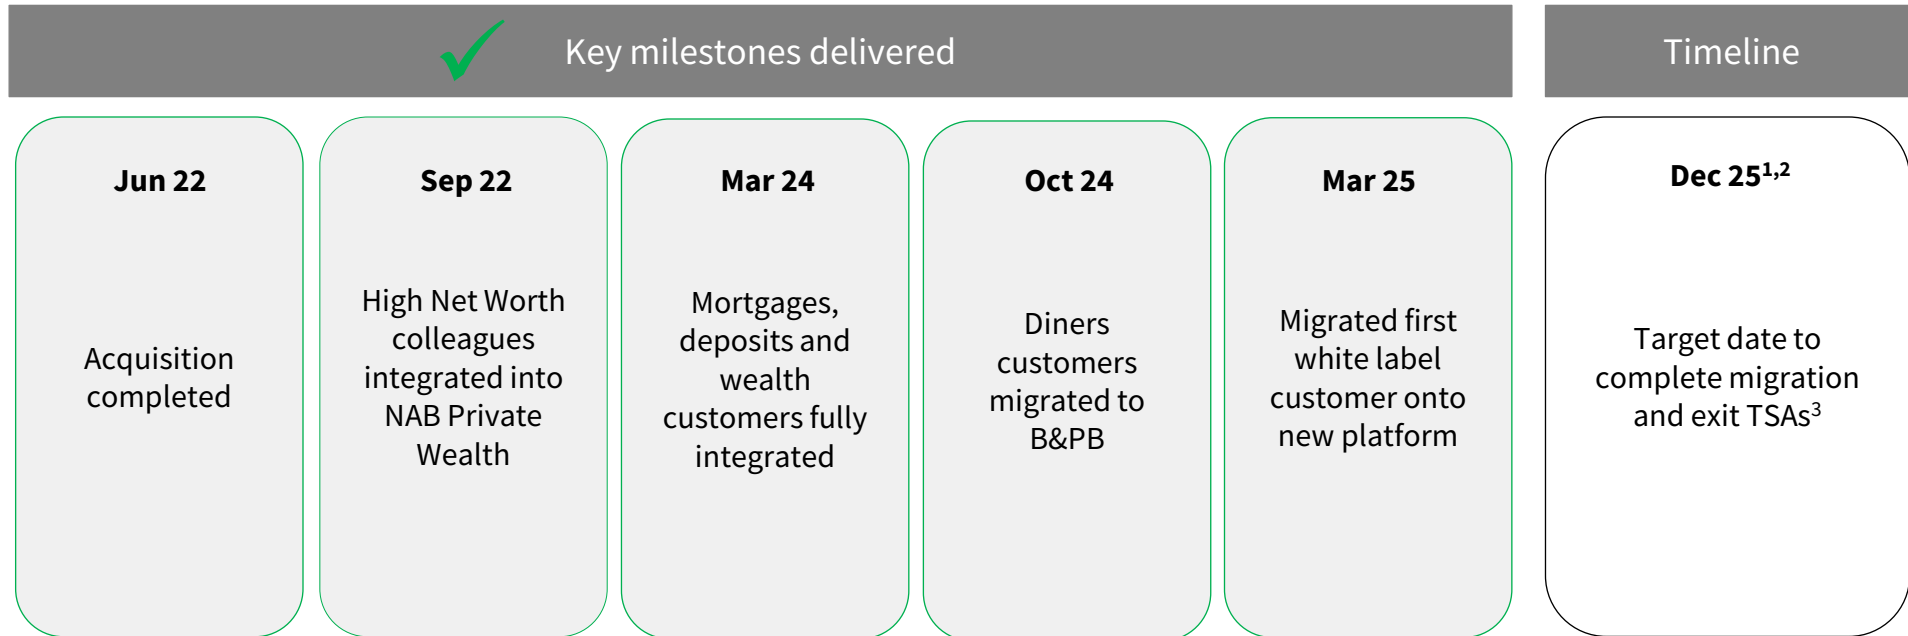 Key milestones delivered
Timeline
Jun 22
Acquisition
completed
Sep 22
High Net Worth
colleagues
integrated into
NAB Private
Wealth
Mar 24
Mortgages,
deposits and
wealth
customers fully
integrated
Oct 24
Diners
customers
migrated to
B&PB
Mar 25
Migrated first
white label
customer onto
new platform
Dec 25¹,²
Target date to
complete migration
and exit TSAs³